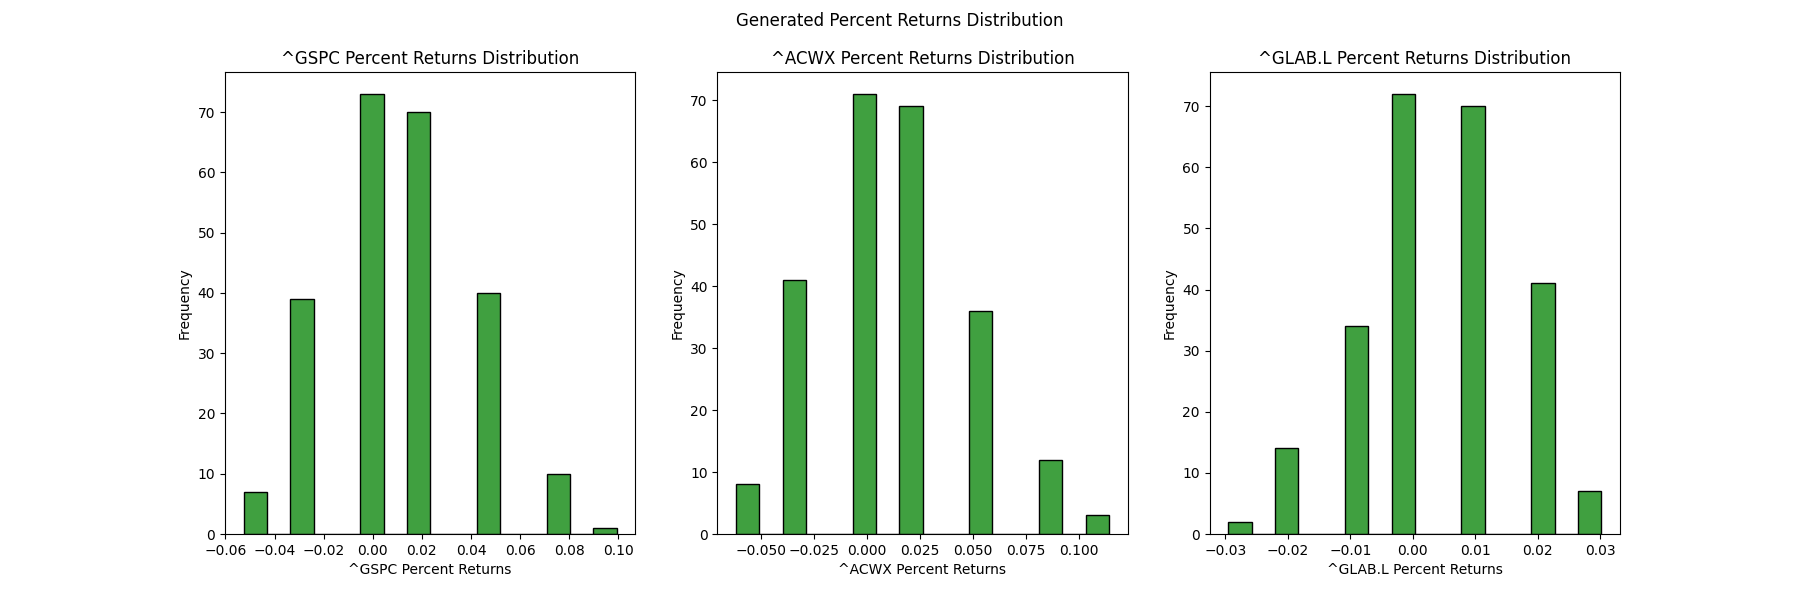 Generated Percent Returns Distribution
^GSPC Percent Returns Distribution
70
60
50
40
30
20
10
0
Frequency
−0.06 −0.04 −0.02 0.00 0.02 0.04 0.06 0.08 0.10
^GSPC Percent Returns
^ACWX Percent Returns Distribution
70
60
50
40
30
20
10
0
Frequency
−0.050 −0.025 0.000 0.025 0.050 0.075 0.100
^ACWX Percent Returns
^GLAB.L Percent Returns Distribution
70
60
50
40
30
20
10
0
Frequency
−0.03 −0.02 −0.01 0.00 0.01 0.02 0.03
^GLAB.L Percent Returns